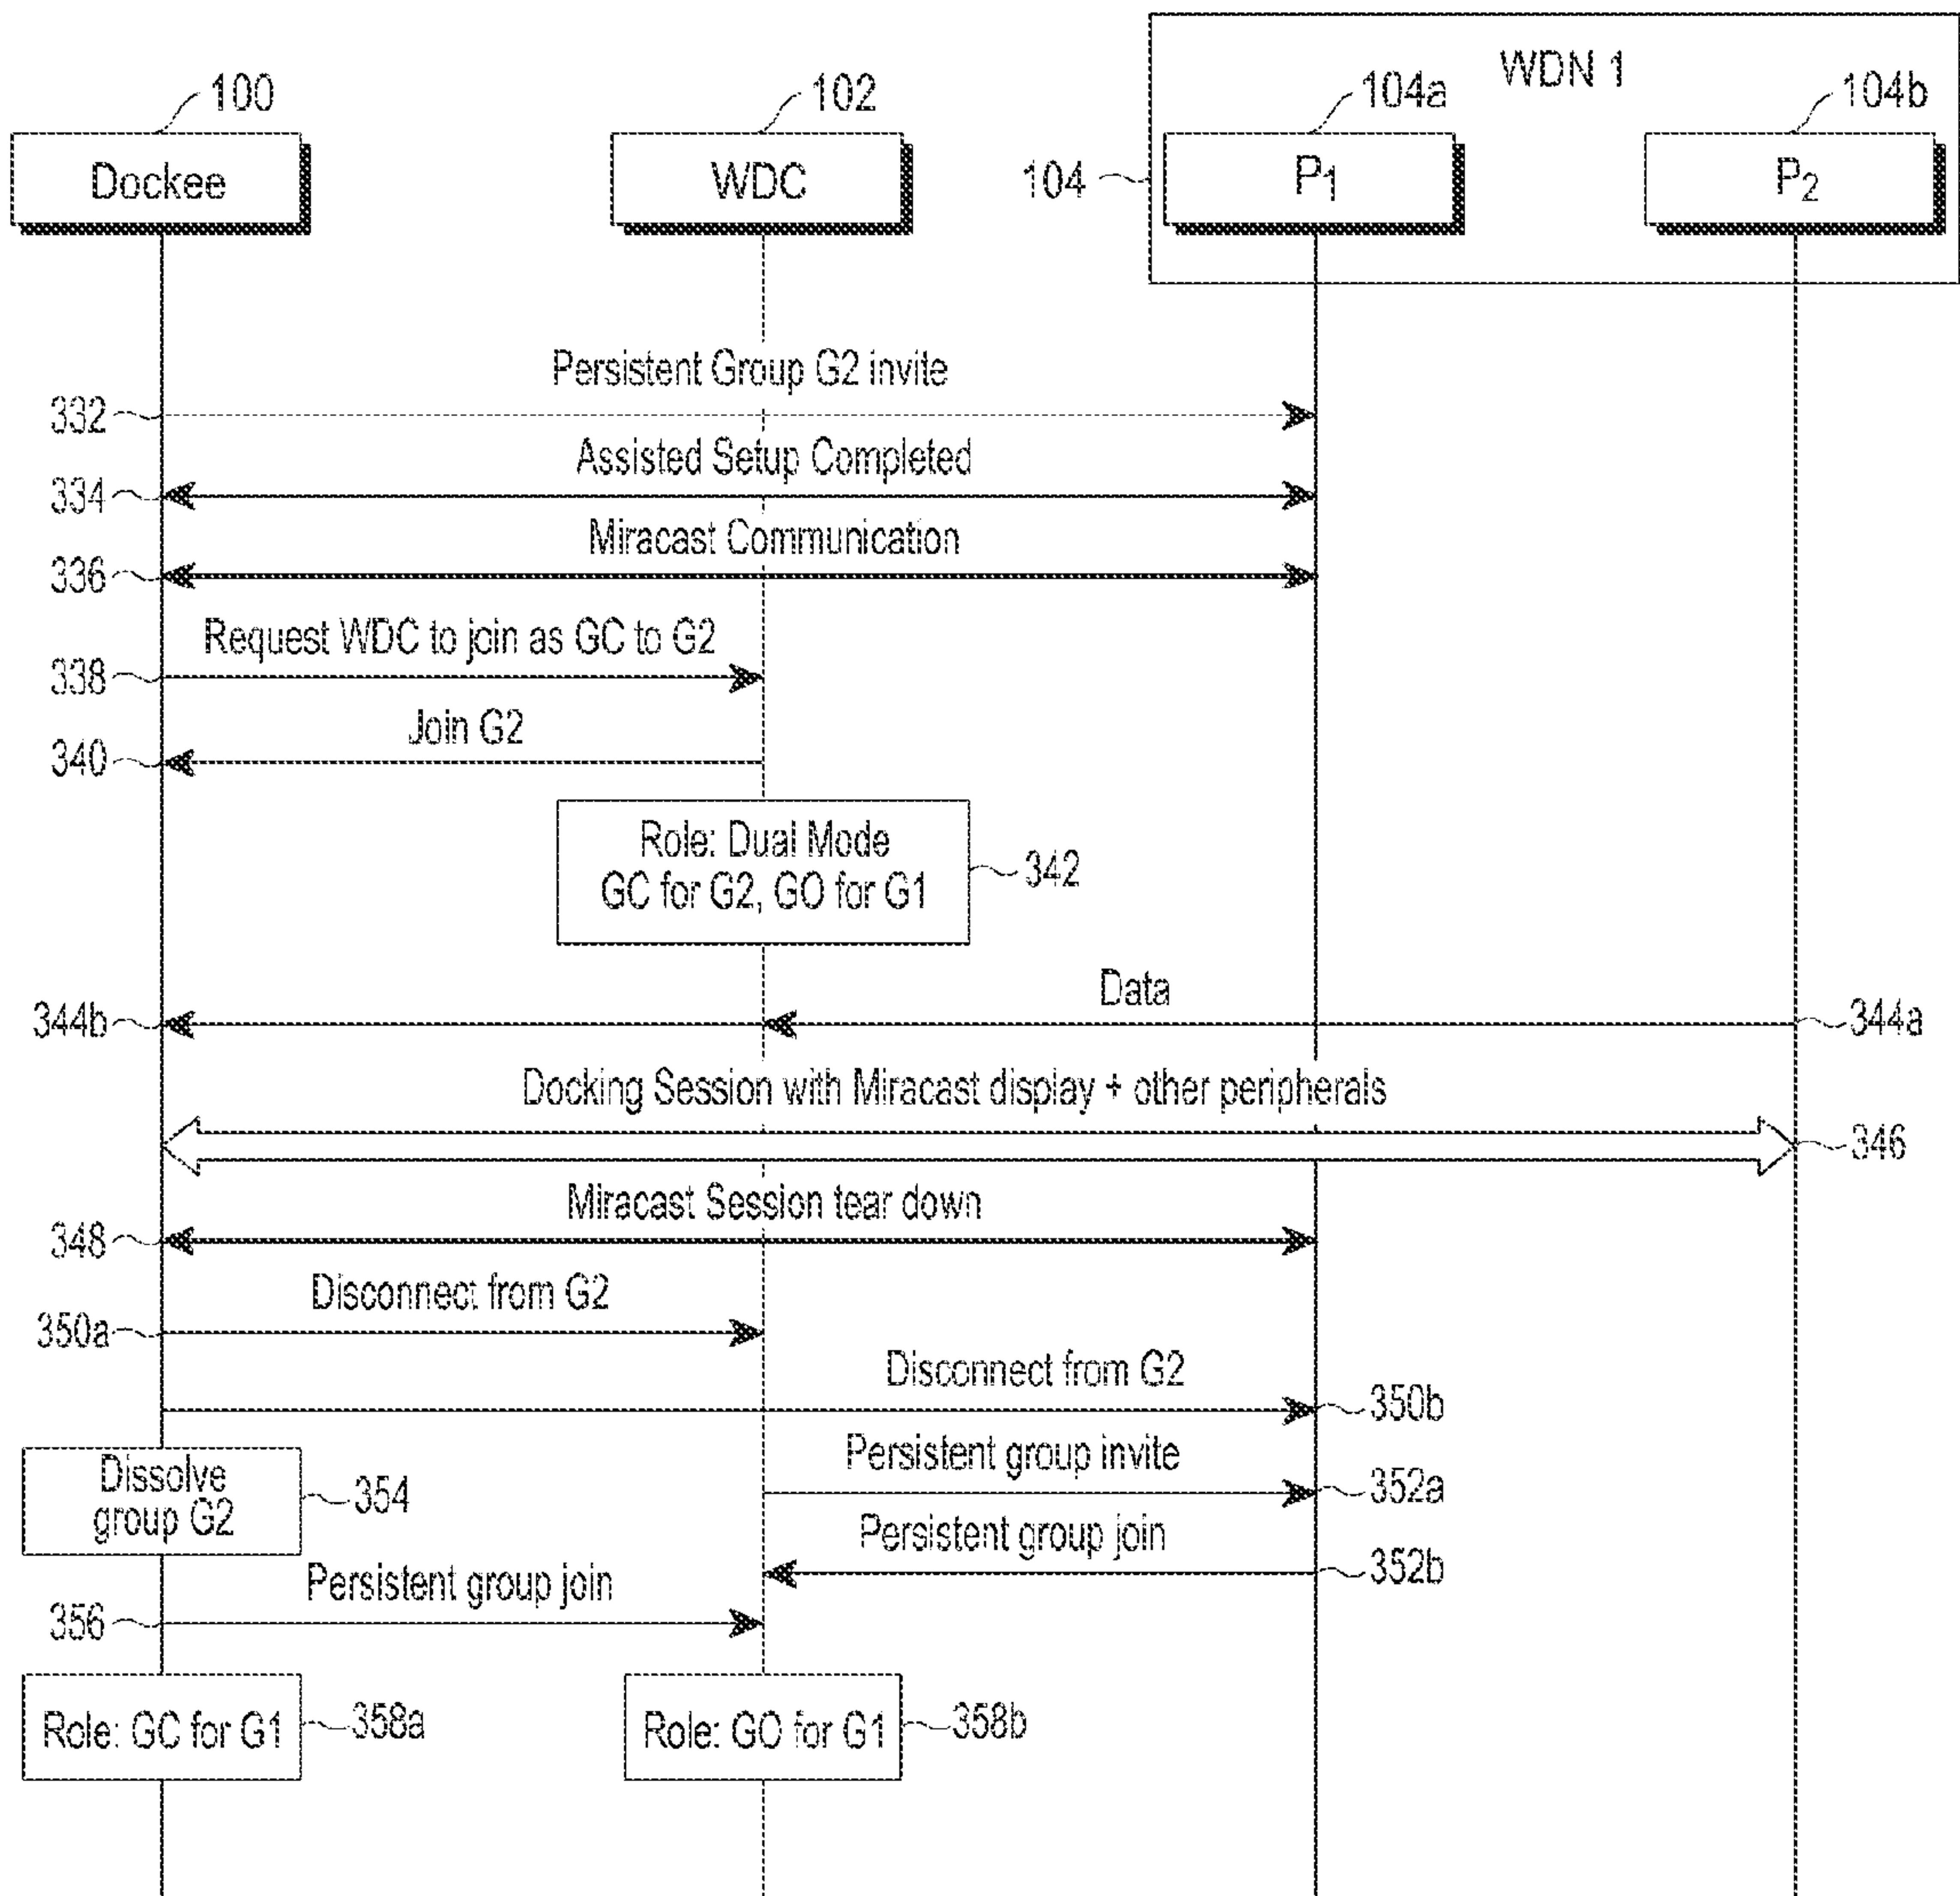 WDN 1
100
102
104a
104b
Dockee
WDC
104
P1
P2
Persistent Group G2 invite
332
Assisted Setup Completed
334
Miracast Communication
336
Request WDC to join as GC to G2
338
Join G2
340
Role: Dual Mode
GC for G2, GO for G1
342
Data
344b
344a
Docking Session with Miracast display + other peripherals
346
Miracast Session tear down
348
Disconnect from G2
350a
Disconnect from G2
350b
Dissolve
group G2
354
Persistent group invite
352a
Persistent group join
352b
Persistent group join
356
Role: GC for G1
358a
Role: GO for G1
358b